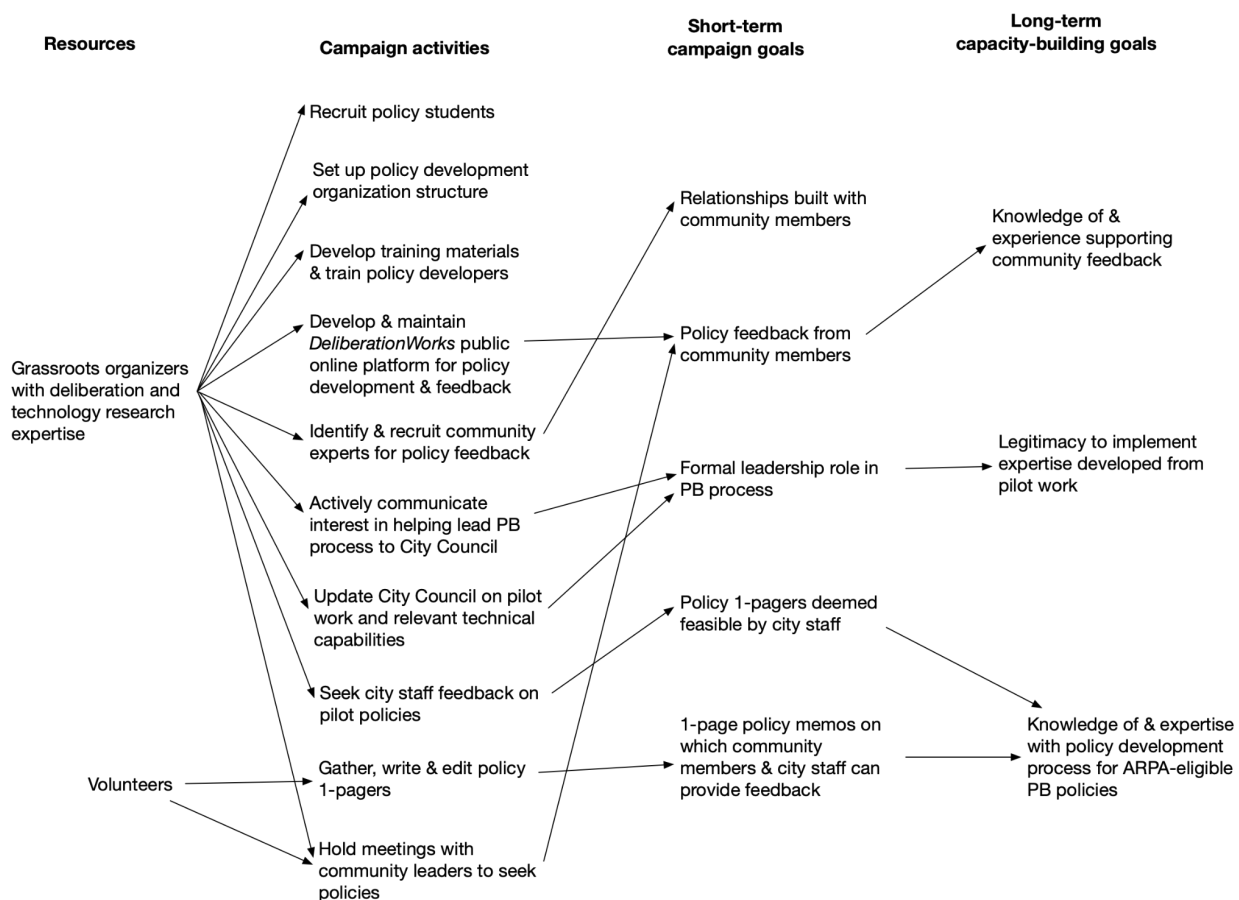 Resources
Campaign activities
Short-term
campaign goals
Long-term
capacity-building goals
Grassroots organizers
with deliberation and
technology research
expertise
Volunteers
Recruit policy students
Set up policy development
organization structure
Develop training materials
& train policy developers
Develop & maintain
DeliberationWorks public
online platform for policy
development & feedback
Identify & recruit community
experts for policy feedback
Actively communicate
interest in helping lead PB
process to City Council
Update City Council on pilot
work and relevant technical
capabilities
Seek city staff feedback on
pilot policies
Gather, write & edit policy
1-pagers
Hold meetings with
community leaders to seek
policies
Relationships built with
community members
Policy feedback from
community members
Formal leadership role in
PB process
Policy 1-pagers deemed
feasible by city staff
1-page policy memos on
which community
members & city staff can
provide feedback
Knowledge of &
experience supporting
community feedback
Legitimacy to implement
expertise developed from
pilot work
Knowledge of & expertise
with policy development
process for ARPA-eligible
PB policies